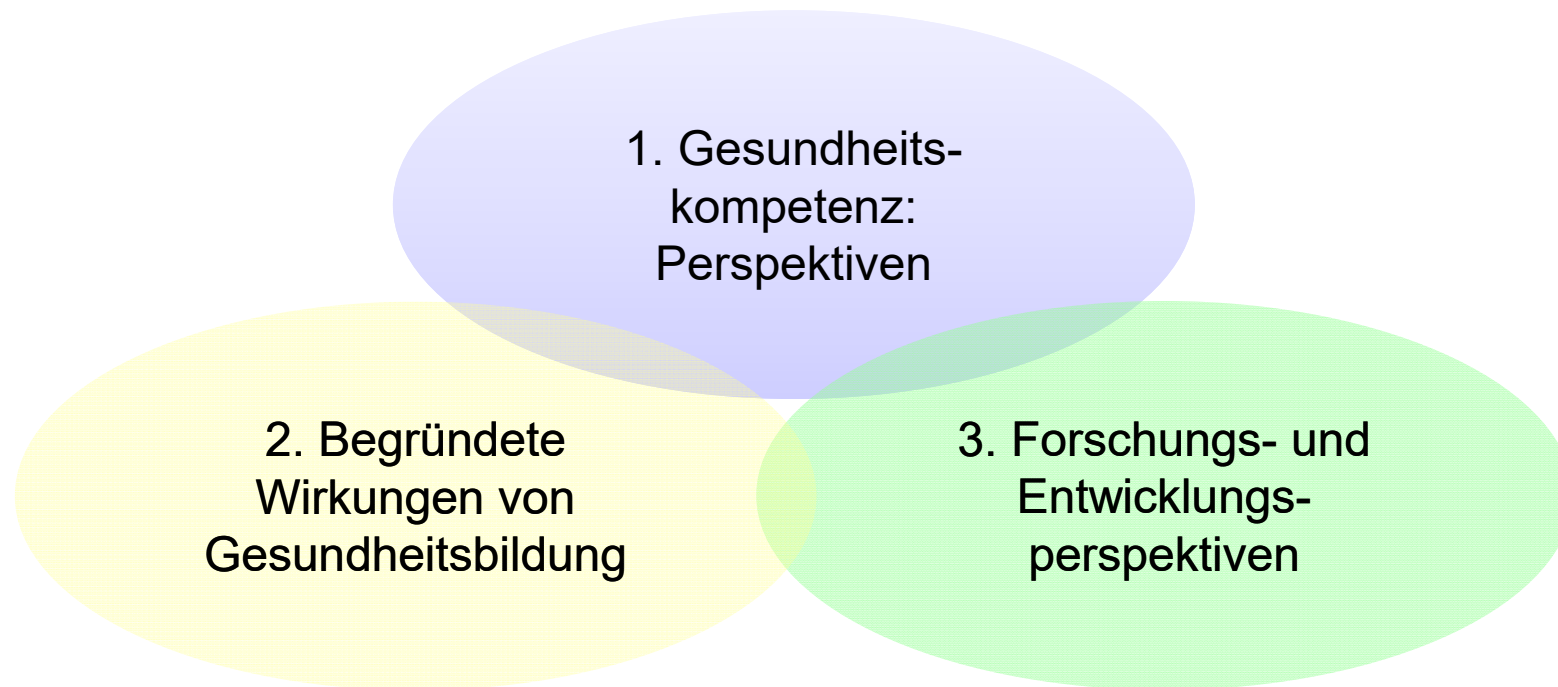 1. Gesundheits-
kompetenz:
Perspektiven
2. Begründete
Wirkungen von
Gesundheitsbildung
3. Forschungs- und
Entwicklungs-
perspektiven